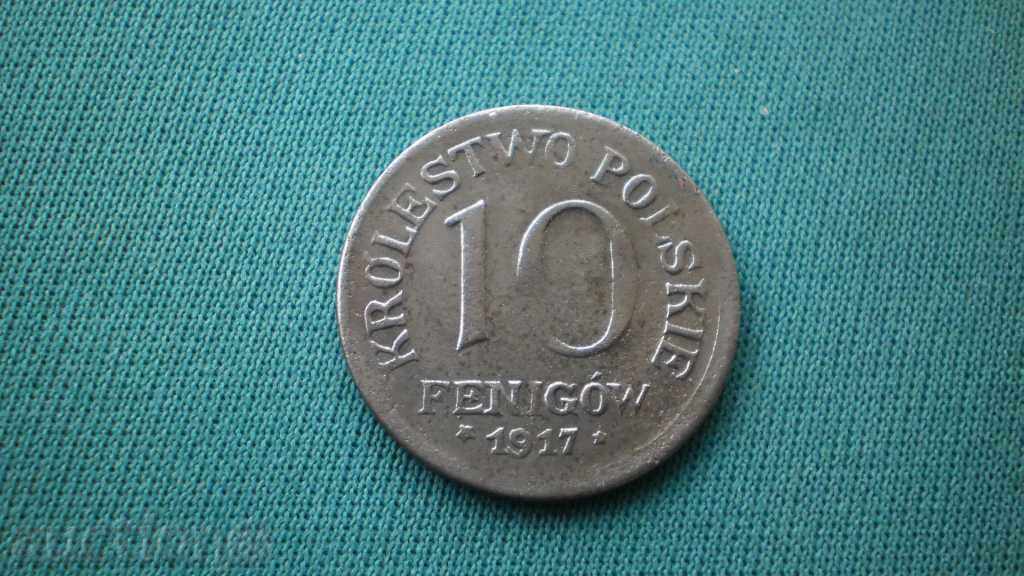 KROLESTWO POLSKIE
10
FENIGÓW
* 1917 *